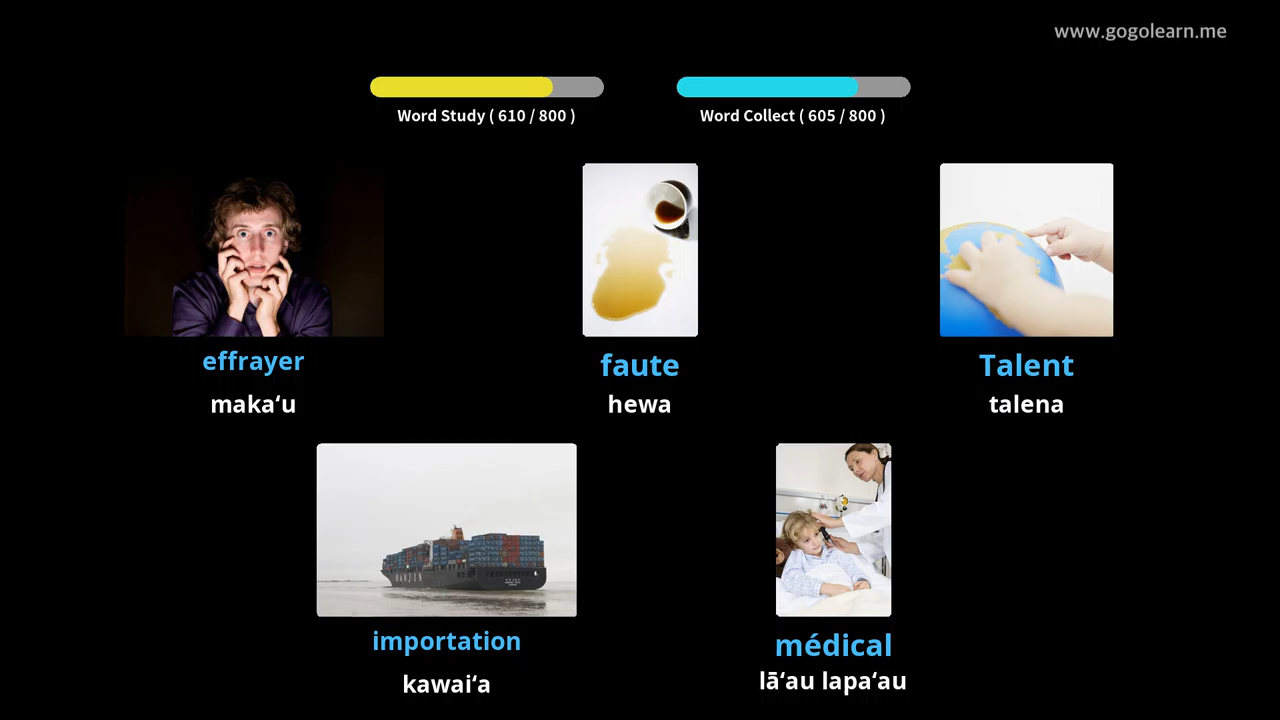 www.gogolearn.me
Word Study ( 610 / 800 )
Word Collect ( 605 / 800 )
effrayer
makaʻu
faute
hewa
Talent
talena
HANJIN
importation
kawaiʻa
médical
lāʻau lapaʻau